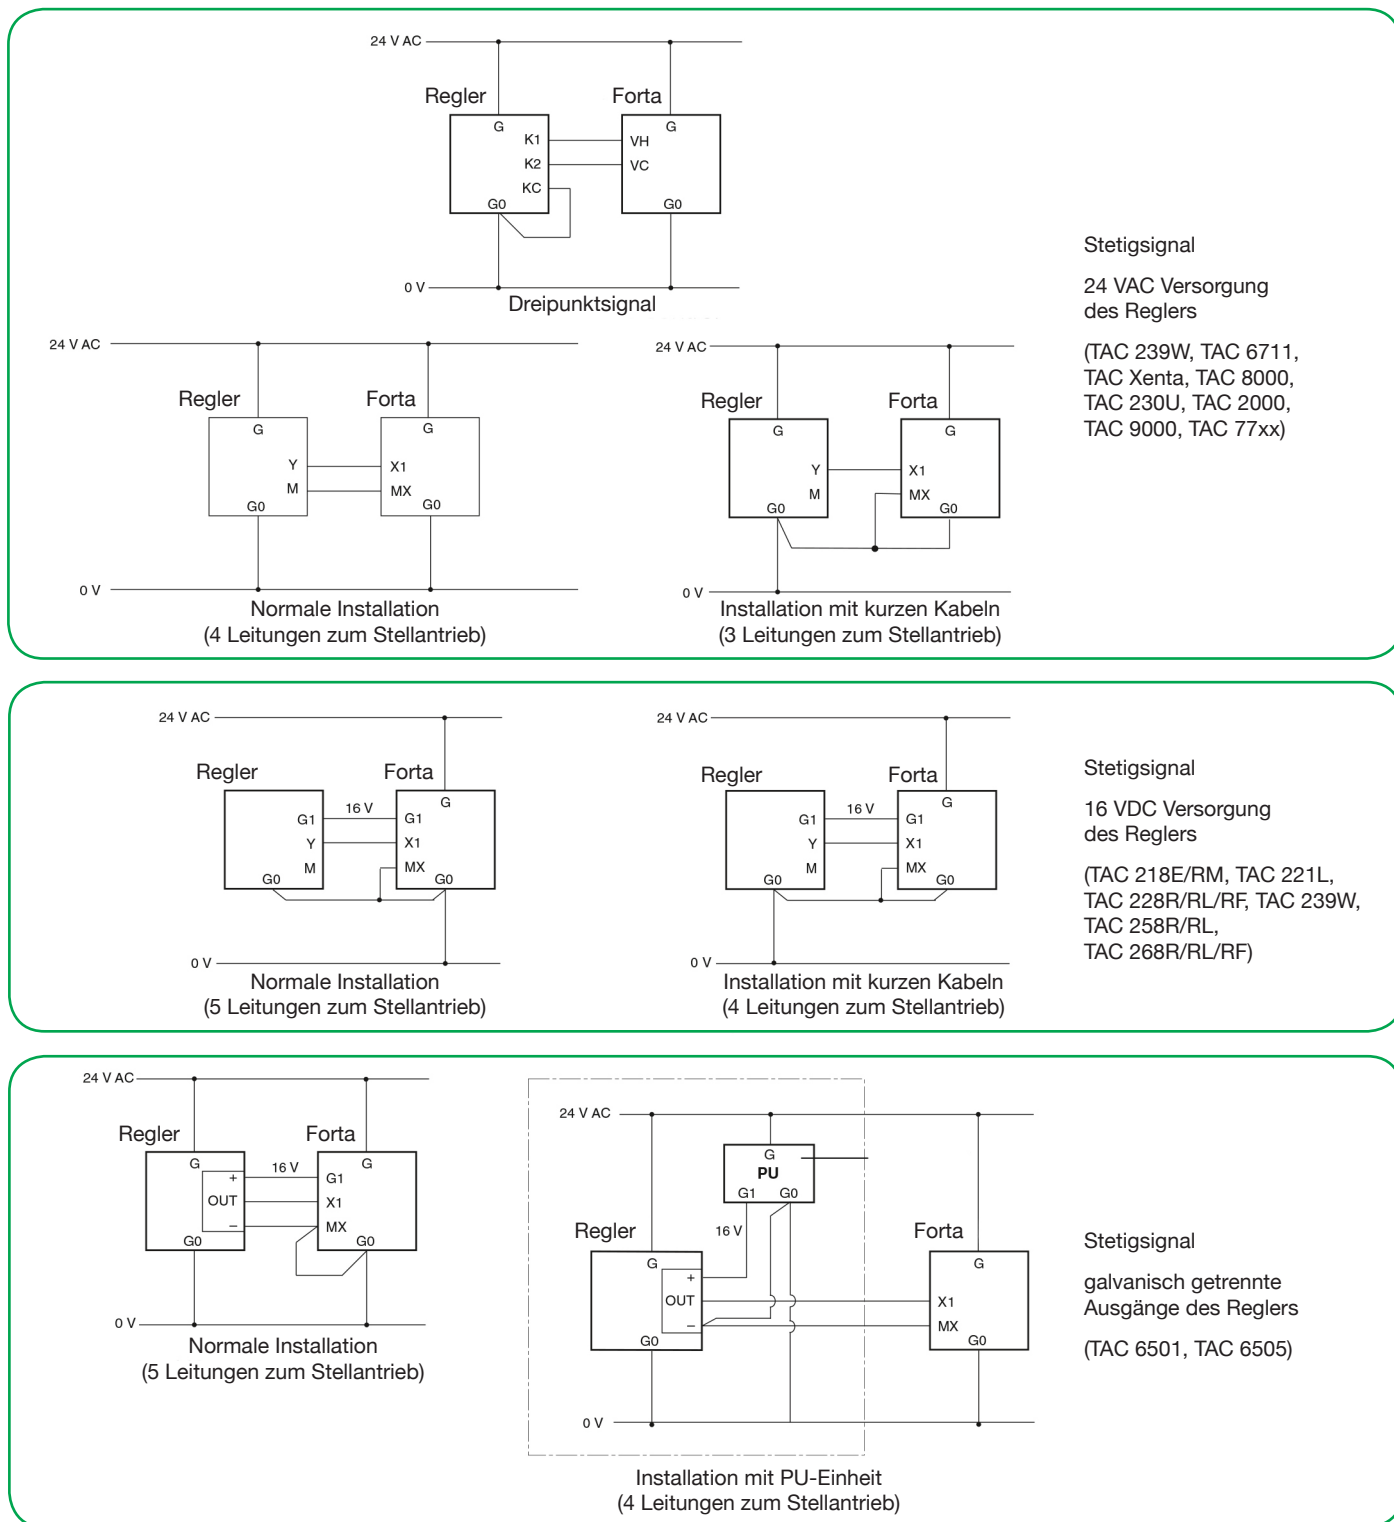 24 V AC
Regler
Forta
G
G
K1
VH
K2
VC
KC
G0
G0
0 V
Dreipunktsignal
24 V AC
Regler
Forta
G
G
Y
X1
M
MX
G0
G0
0 V
Normale Installation
(4 Leitungen zum Stellantrieb)
24 V AC
Regler
Forta
G
G
Y
X1
M
MX
G0
G0
0 V
Installation mit kurzen Kabeln
(3 Leitungen zum Stellantrieb)
Stetigsignal
24 VAC Versorgung
des Reglers
(TAC 239W, TAC 6711,
TAC Xenta, TAC 8000,
TAC 230U, TAC 2000,
TAC 9000, TAC 77xx)
24 V AC
Regler
Forta
G
16 V
G1
G1
Y
X1
M
MX
G0
G0
0 V
Normale Installation
(5 Leitungen zum Stellantrieb)
24 V AC
Regler
Forta
G
16 V
G1
G1
Y
X1
M
MX
G0
G0
0 V
Installation mit kurzen Kabeln
(4 Leitungen zum Stellantrieb)
Stetigsignal
16 VDC Versorgung
des Reglers
(TAC 218E/RM, TAC 221L,
TAC 228R/RL/RF, TAC 239W,
TAC 258R/RL,
TAC 268R/RL/RF)
24 V AC
Regler
Forta
G
G
16 V
+
G1
OUT
X1
–
MX
G0
G0
0 V
Normale Installation
(5 Leitungen zum Stellantrieb)
24 V AC
G
PU
G1
G0
16 V
Regler
Forta
G
G
+
OUT
X1
–
MX
G0
G0
0 V
Installation mit PU-Einheit
(4 Leitungen zum Stellantrieb)
Stetigsignal
galvanisch getrennte
Ausgänge des Reglers
(TAC 6501, TAC 6505)